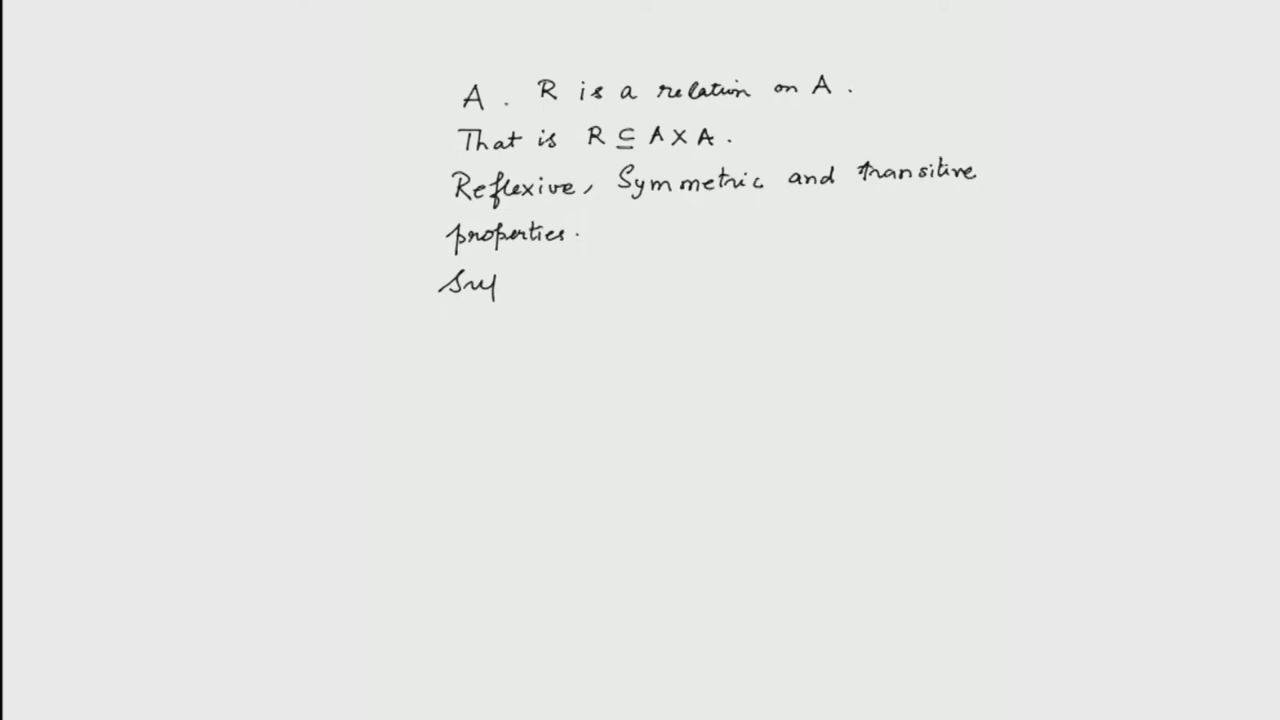 A. R is a relation on A.
That is R ⊆ A × A.
Reflexive, Symmetric and transitive
properties.